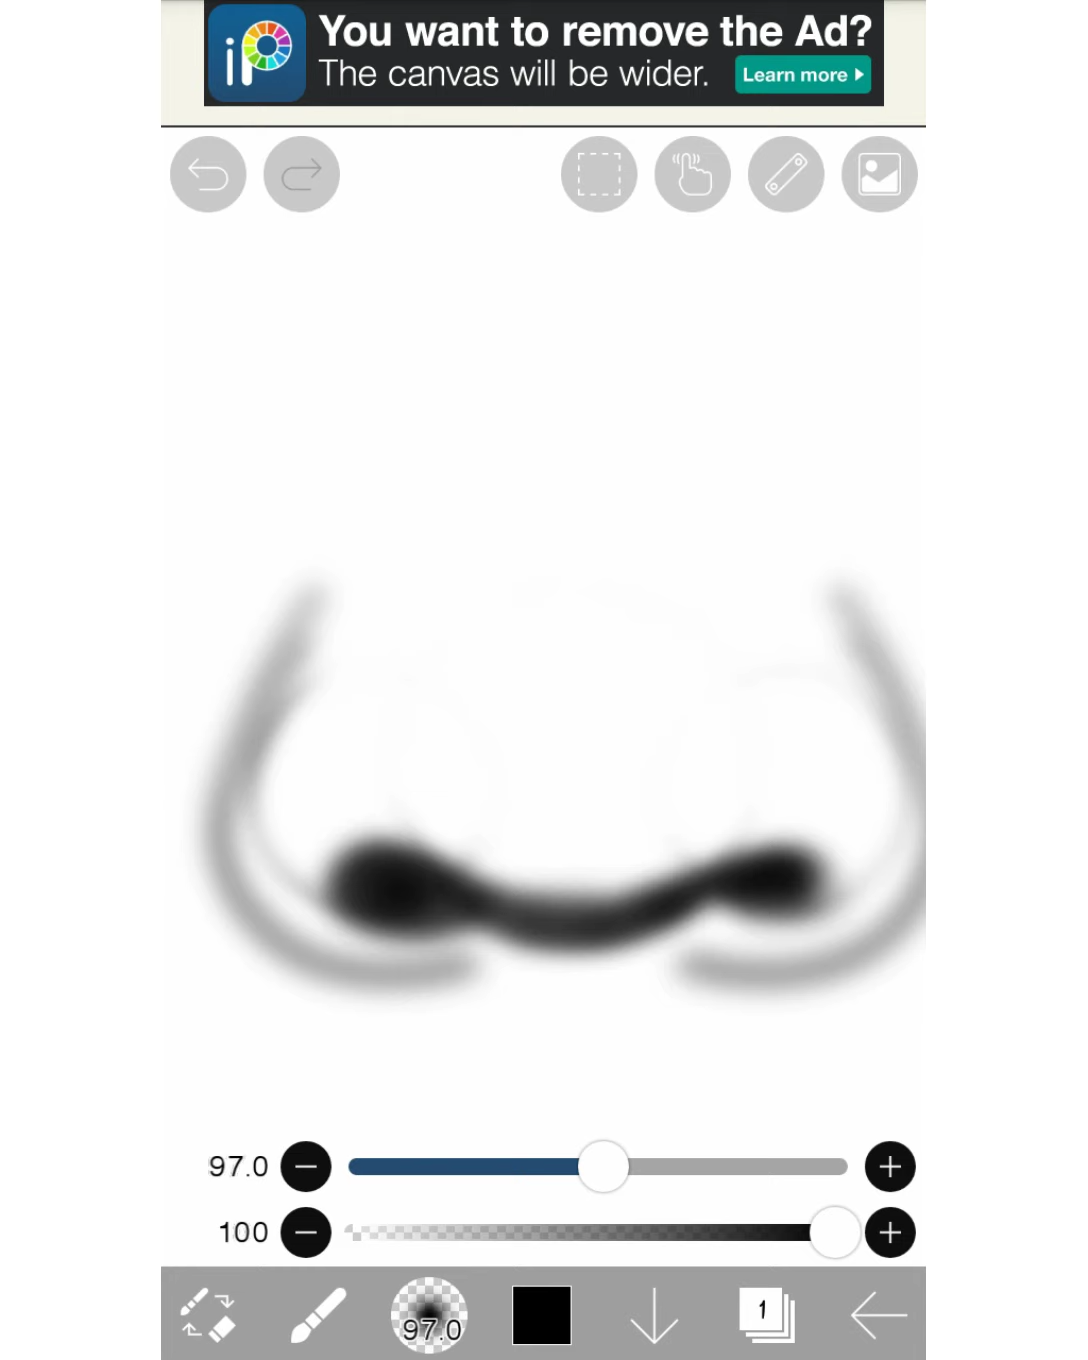 iP
You want to remove the Ad?
The canvas will be wider.
Learn more
97.0
100
97.0
1